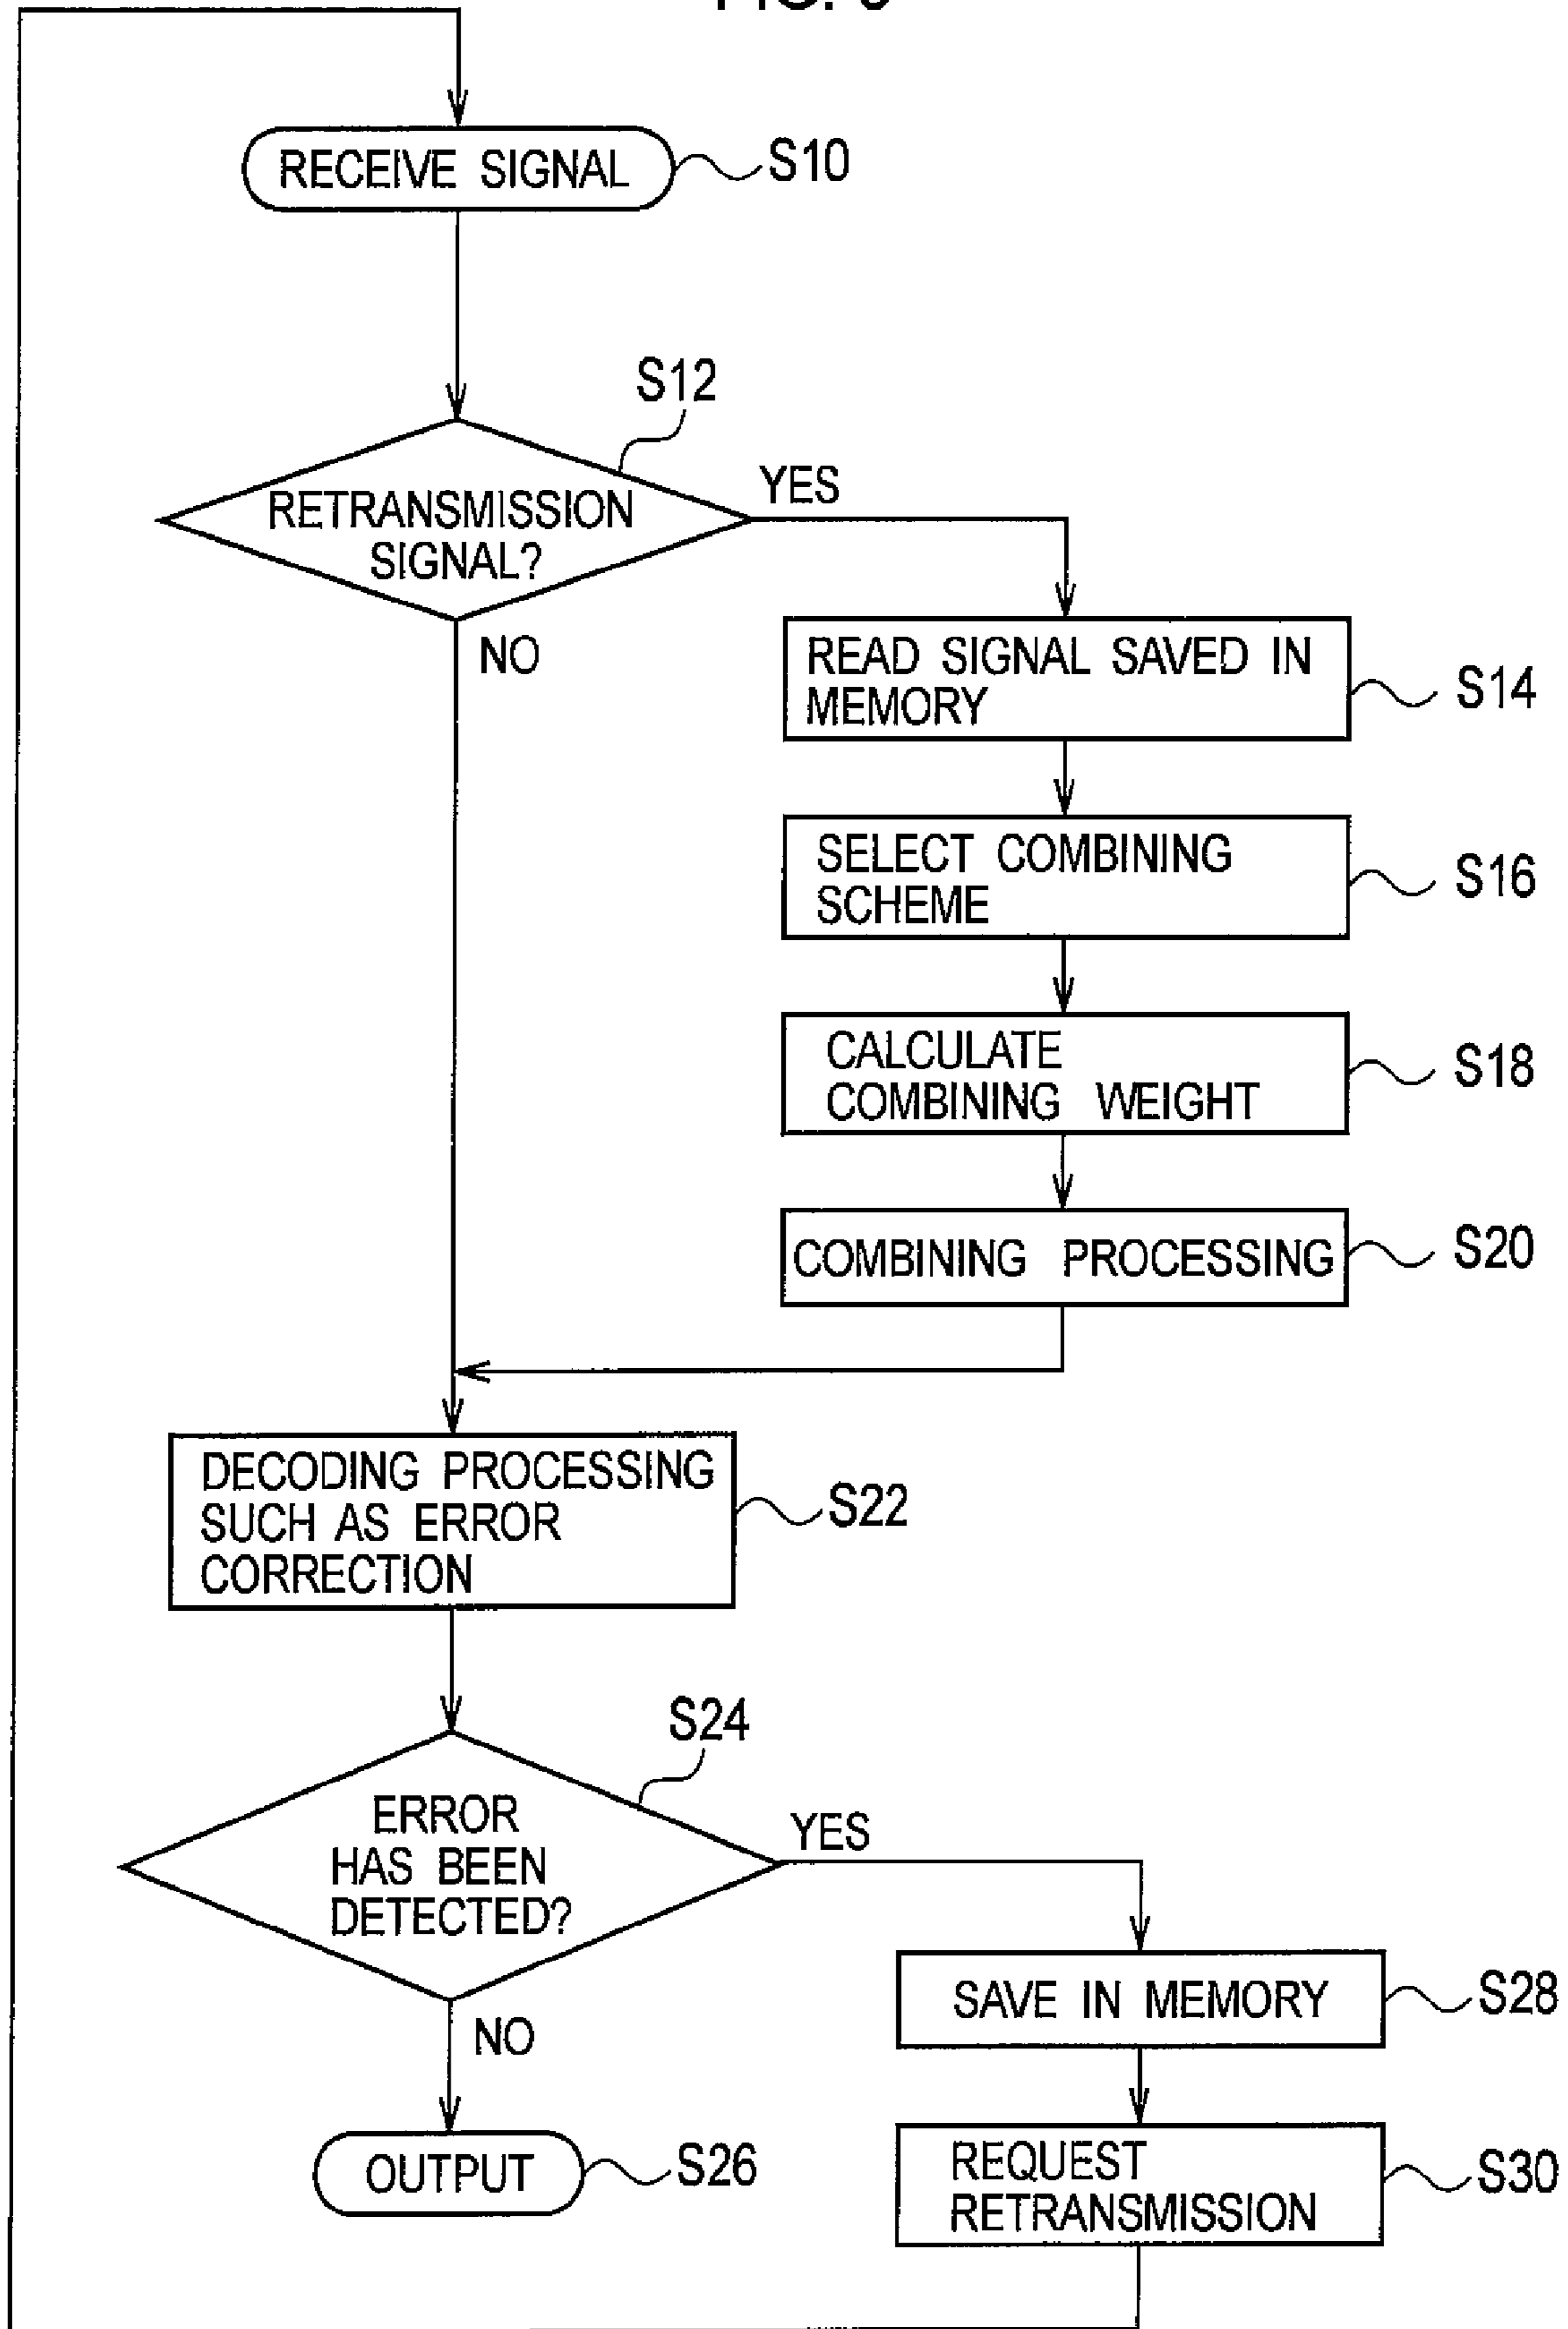 RECEIVE SIGNAL
S10
S12
RETRANSMISSION
SIGNAL?
YES
NO
READ SIGNAL SAVED IN
MEMORY
S14
SELECT COMBINING
SCHEME
S16
CALCULATE
COMBINING WEIGHT
S18
COMBINING PROCESSING
S20
DECODING PROCESSING
SUCH AS ERROR
CORRECTION
S22
S24
ERROR
HAS BEEN
DETECTED?
YES
NO
SAVE IN MEMORY
S28
OUTPUT
S26
REQUEST
RETRANSMISSION
S30